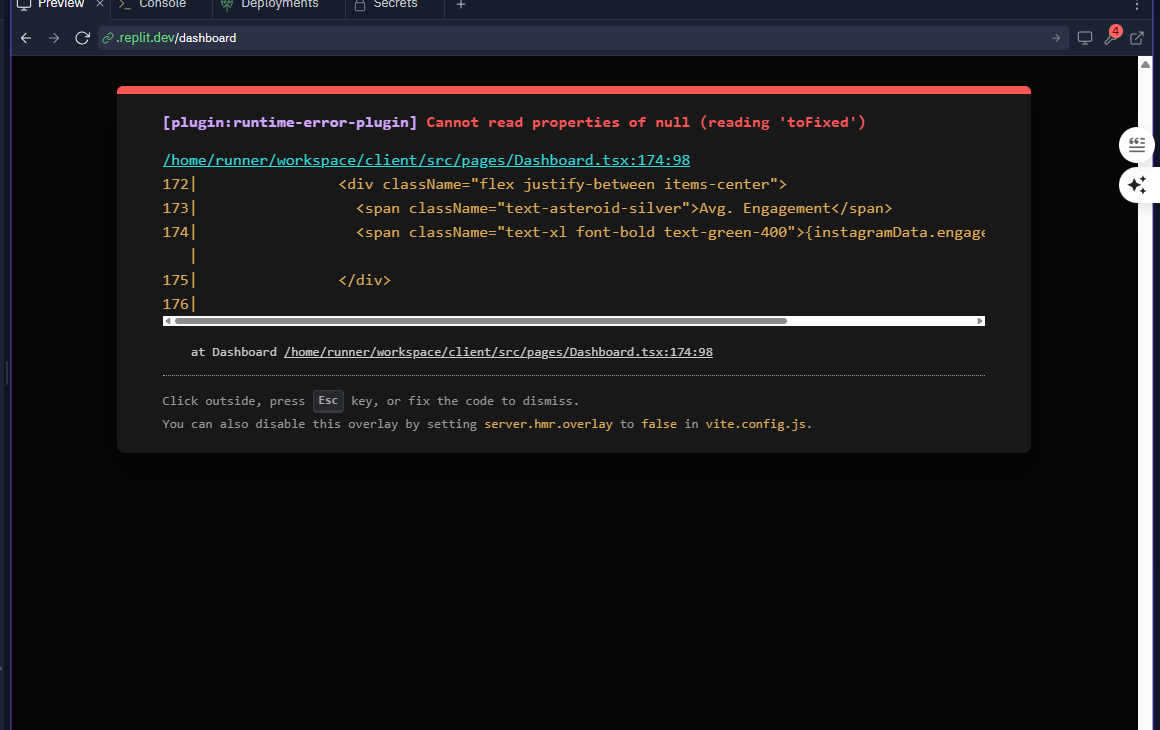 Preview × Console Deployments Secrets +
.replit.dev/dashboard
4
[plugin:runtime-error-plugin] Cannot read properties of null (reading 'toFixed')
/home/runner/workspace/client/src/pages/Dashboard.tsx:174:98
172| <div className="flex justify-between items-center">
173| <span className="text-asteroid-silver">Avg. Engagement</span>
174| <span className="text-xl font-bold text-green-400">{instagramData.engage
|
175| </div>
176|
at Dashboard /home/runner/workspace/client/src/pages/Dashboard.tsx:174:98
Click outside, press Esc key, or fix the code to dismiss.
You can also disable this overlay by setting server.hmr.overlay to false in vite.config.js.